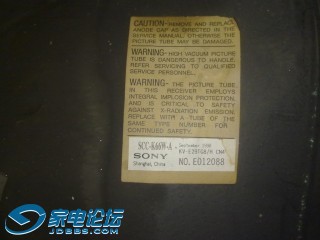 CAUTION-REMOVE AND REPLACE
ANODE CAP AS DIRECTED IN THE
SERVICE MANUAL, OTHERWISE THE
PICTURE TUBE MAY BE DAMAGED.
WARNING-HIGH VACUUM PICTURE
TUBE IS DANGEROUS TO HANDLE.
REFER SERVICING TO QUALIFIED
SERVICE PERSONNEL.
WARNING-THE PICTURE TUBE
IN THIS RECEIVER EMPLOYS
INTEGRAL IMPLOSION PROTECTION,
AND IS CRITICAL TO SAFETY
AGAINST X-RADIATION EMISSION.
REPLACE WITH A TUBE OF THE
SAME TYPE NUMBER FOR
CONTINUED SAFETY.
SONY
Shanghai, China
NO.E012088
家电论坛
JDBBS.COM